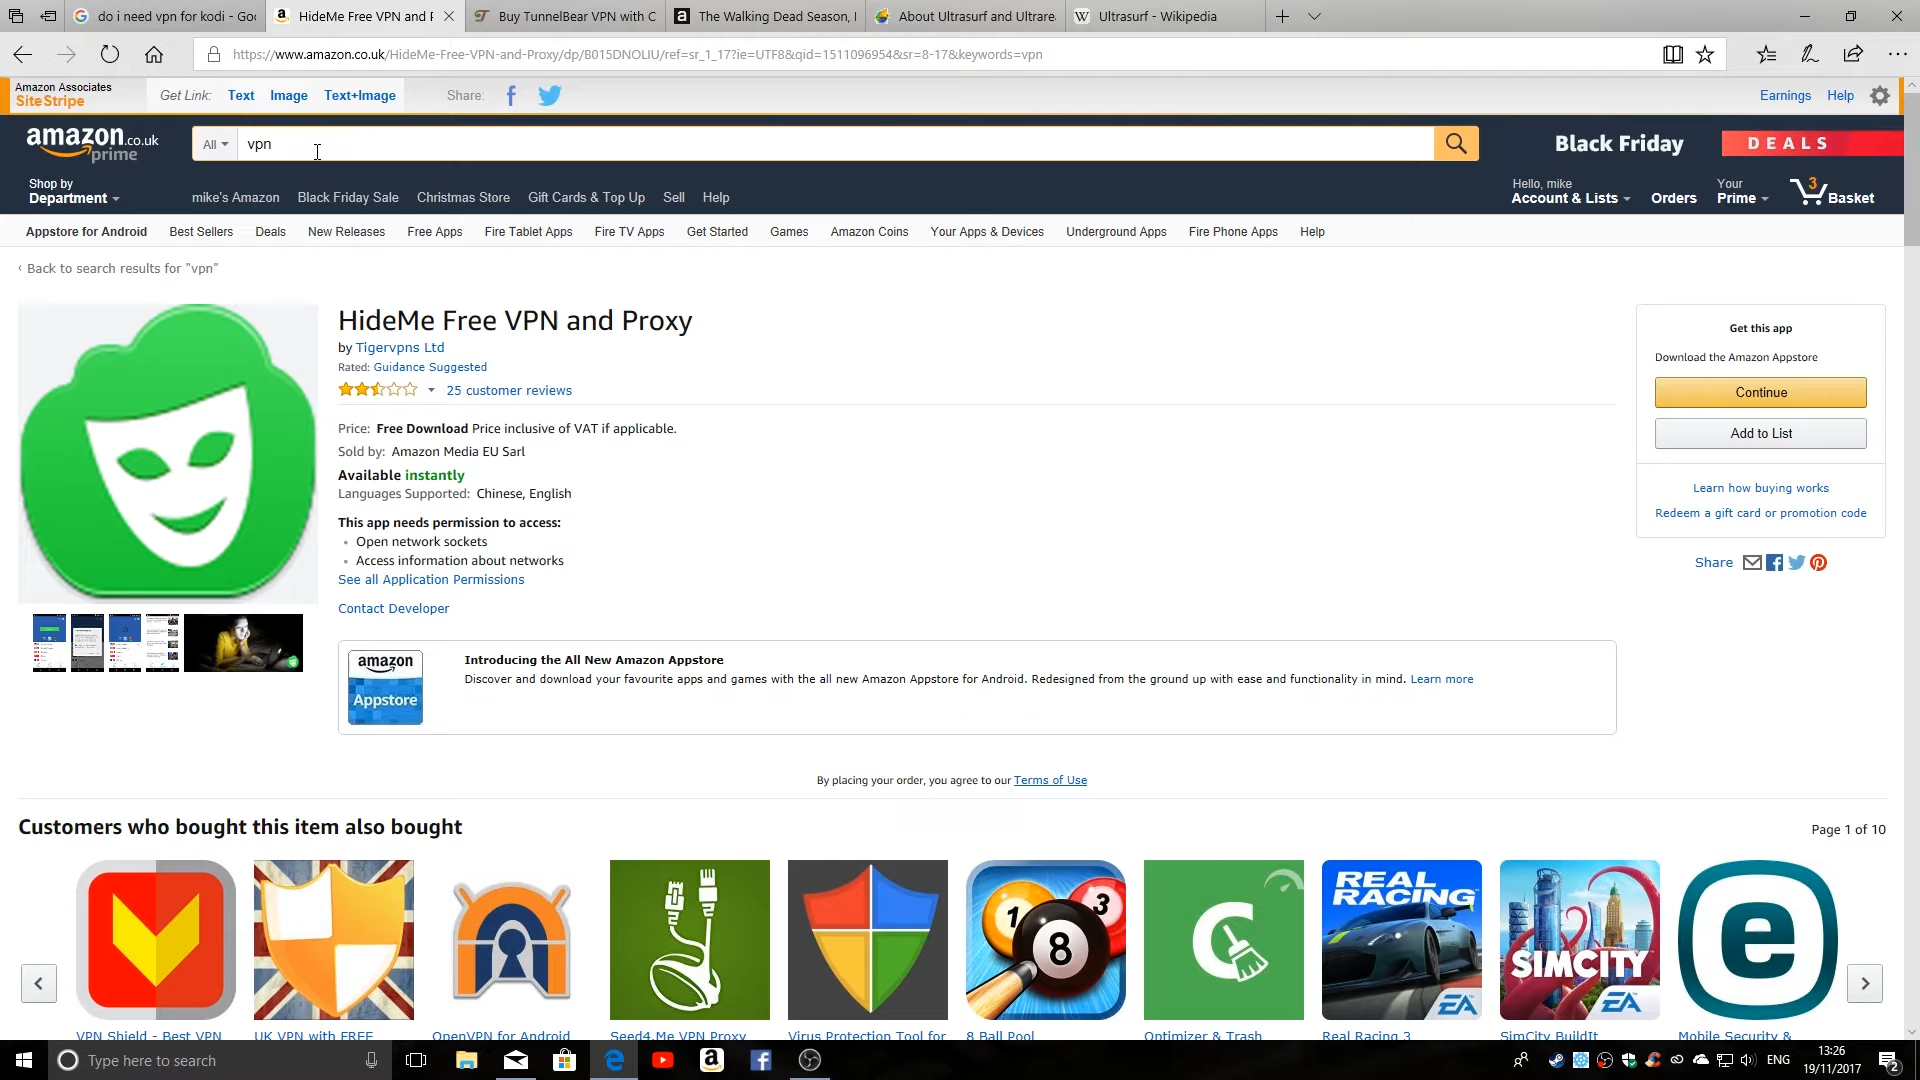 do i need vpn for kodi - Goo
HideMe Free VPN and F
Buy TunnelBear VPN with C
The Walking Dead Season,
About Ultrasurf and Ultrare
Ultrasurf - Wikipedia
https://www.amazon.co.uk/HideMe-Free-VPN-and-Proxy/dp/B015DNOLIU/ref=sr_1_17?ie=UTF8&qid=1511096954&sr=8-17&keywords=vpn
Amazon Associates
SiteStripe
Get Link: Text Image Text+Image Share:
Earnings Help
amazon.co.uk
prime
All
vpn
Black Friday DEALS
Shop by
Department
mike's Amazon Black Friday Sale Christmas Store Gift Cards & Top Up Sell Help
Hello, mike
Account & Lists
Orders
Your
Prime
3
Basket
Appstore for Android Best Sellers Deals New Releases Free Apps Fire Tablet Apps Fire TV Apps Get Started Games Amazon Coins Your Apps & Devices Underground Apps Fire Phone Apps Help
‹ Back to search results for "vpn"
HideMe Free VPN and Proxy
by Tigervpns Ltd
Rated: Guidance Suggested
25 customer reviews
Price: Free Download Price inclusive of VAT if applicable.
Sold by: Amazon Media EU Sarl
Available instantly
Languages Supported: Chinese, English
This app needs permission to access:
Open network sockets
Access information about networks
See all Application Permissions
Contact Developer
Get this app
Download the Amazon Appstore
Continue
Add to List
Learn how buying works
Redeem a gift card or promotion code
Share
amazon
Appstore
Introducing the All New Amazon Appstore
Discover and download your favourite apps and games with the all new Amazon Appstore for Android. Redesigned from the ground up with ease and functionality in mind. Learn more
By placing your order, you agree to our Terms of Use
Customers who bought this item also bought
Page 1 of 10
1
3
8
REAL
RACING
EA
SIMCITY
EA
e
VPN Shield - Best VPN
UK VPN with FREE
OpenVPN for Android
Seed4.Me VPN Proxy
Virus Protection Tool for
8 Ball Pool
Optimizer & Trash
Real Racing 3
SimCity BuildIt
Mobile Security &
Type here to search
ENG
13:26
19/11/2017
2